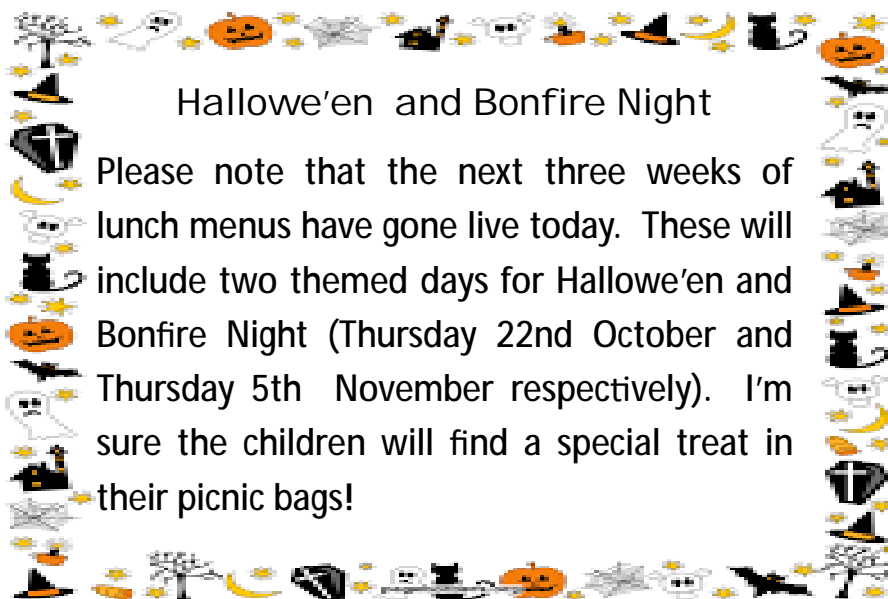 Hallowe'en and Bonfire Night
Please note that the next three weeks of
lunch menus have gone live today. These will
include two themed days for Hallowe'en and
Bonfire Night (Thursday 22nd October and
Thursday 5th November respectively). I'm
sure the children will find a special treat in
their picnic bags!